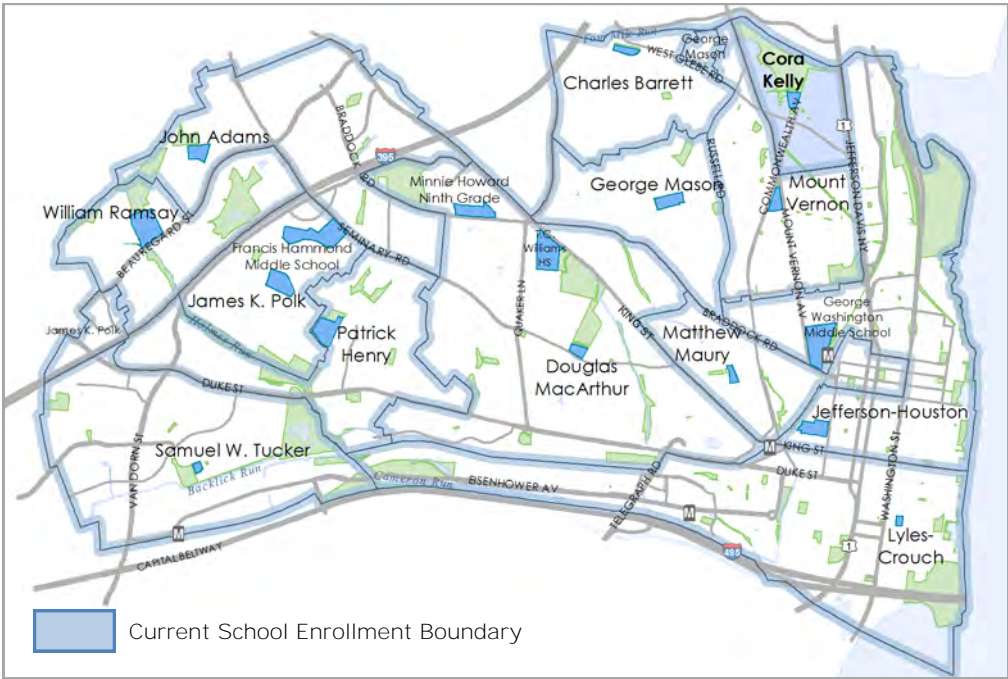 Four Mile Run
George
Mason
WEST GLEBE RD
Cora
Kelly
Charles Barrett
COMMONWEALTH AV
1
JEFFERSON DAVIS HY
BRADDOCK RD
John Adams
395
RUSSELL RD
Minnie Howard
Ninth Grade
George Mason
Mount
Vernon
William Ramsay
BEAUREGARD ST
SEMINARY RD
T.C.
Williams
HS
Francis Hammond
Middle School
MOUNT VERNON AV
James K. Polk
QUAKER LN
KING ST
BRADDOCK RD
George
Washington
Middle School
M
James K. Polk
Holmes Run
Patrick
Henry
Matthew
Maury
Douglas
MacArthur
DUKE ST
Jefferson-Houston
Samuel W. Tucker
VAN DORN ST
M
KING ST
Backlick Run
Cameron Run
EISENHOWER AV
TELEGRAPH RD
DUKE ST
WASHINGTON ST
M
M
1
Lyles-
Crouch
CAPITAL BELTWAY
495
Current School Enrollment Boundary